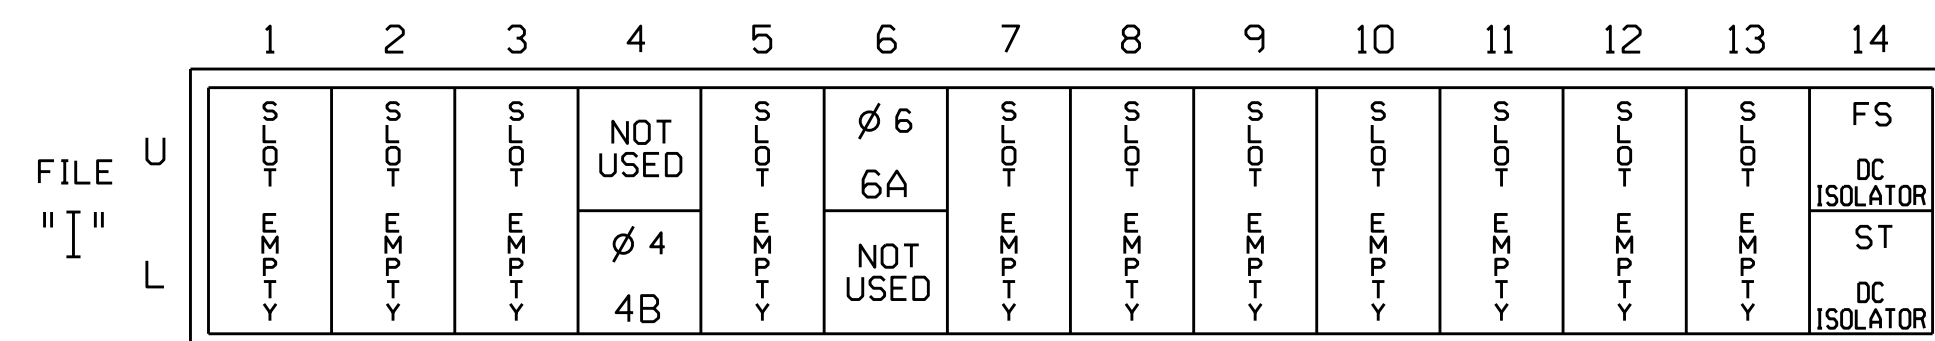 1 2 3 4 5 6 7 8 9 10 11 12 13 14
FILE
"I"
U
L
SLOT EMPTY
SLOT EMPTY
SLOT EMPTY
NOT
USED
Ø 4
4B
SLOT EMPTY
Ø 6
6A
NOT
USED
SLOT EMPTY
SLOT EMPTY
SLOT EMPTY
SLOT EMPTY
SLOT EMPTY
SLOT EMPTY
SLOT EMPTY
FS
DC
ISOLATOR
ST
DC
ISOLATOR